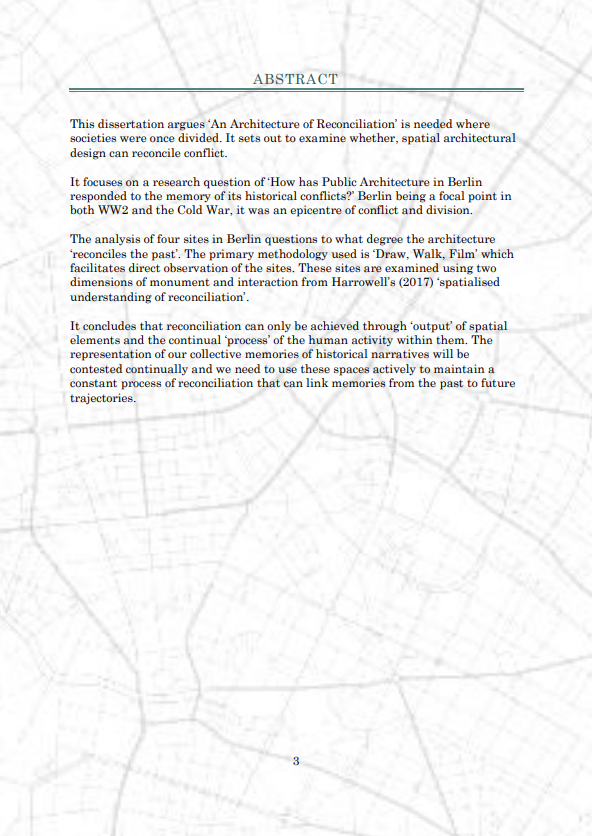 ABSTRACT
This dissertation argues ‘An Architecture of Reconciliation’ is needed where
societies were once divided. It sets out to examine whether, spatial architectural
design can reconcile conflict.
It focuses on a research question of ‘How has Public Architecture in Berlin
responded to the memory of its historical conflicts?’ Berlin being a focal point in
both WW2 and the Cold War, it was an epicentre of conflict and division.
The analysis of four sites in Berlin questions to what degree the architecture
‘reconciles the past’. The primary methodology used is ‘Draw, Walk, Film’ which
facilitates direct observation of the sites. These sites are examined using two
dimensions of monument and interaction from Harrowell’s (2017) ‘spatialised
understanding of reconciliation’.
It concludes that reconciliation can only be achieved through ‘output’ of spatial
elements and the continual ‘process’ of the human activity within them. The
representation of our collective memories of historical narratives will be
contested continually and we need to use these spaces actively to maintain a
constant process of reconciliation that can link memories from the past to future
trajectories.
3